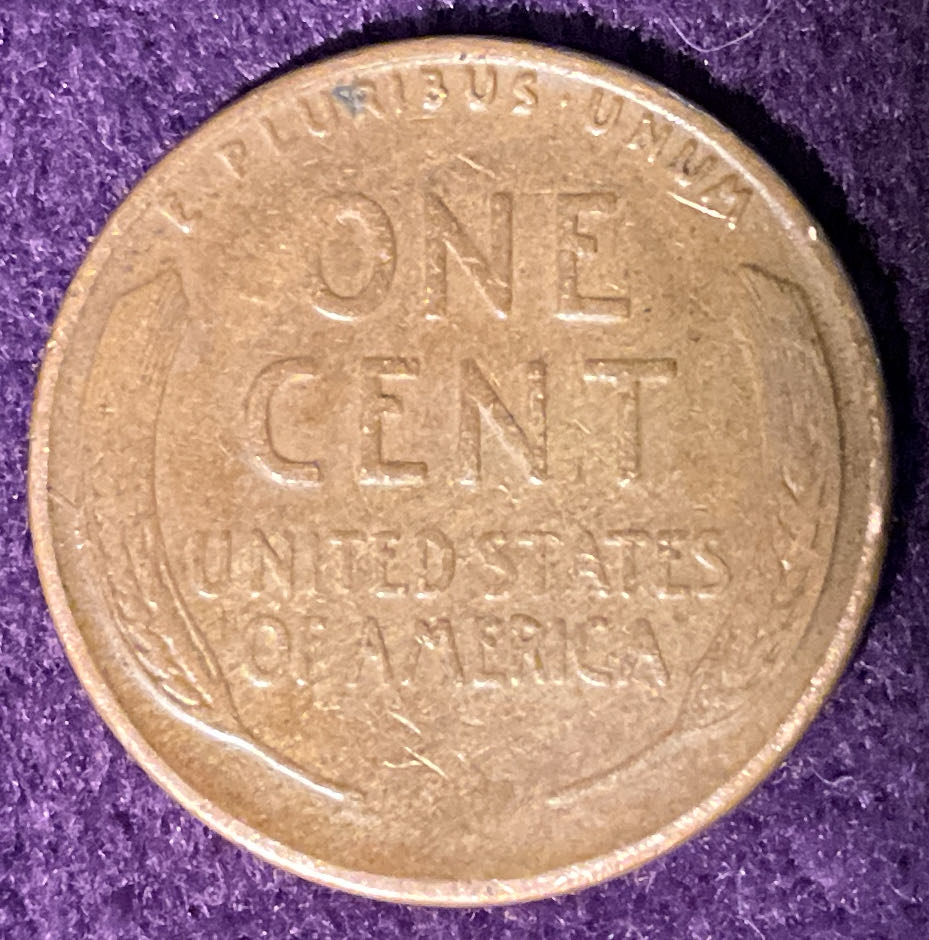 E·PLURIBUS·UNUM
ONE
CENT
UNITED STATES
OF AMERICA